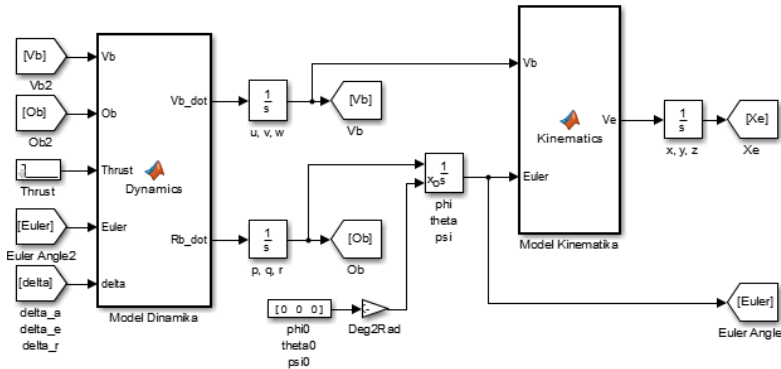 [Vb]
Vb2
[Ob]
Ob2
Thrust
[Euler]
Euler Angle2
[delta]
delta_a
delta_e
delta_r
Vb
Ob
Thrust
Euler
delta
Dynamics
Vb_dot
Rb_dot
Model Dinamika
1
s
u, v, w
[Vb]
Vb
1
s
p, q, r
[Ob]
Ob
[0 0 0]
phi0
theta0
psi0
Deg2Rad
xo 1
s
phi
theta
psi
Vb
Euler
Kinematics
Ve
Model Kinematika
1
s
x, y, z
[Xe]
Xe
[Euler]
Euler Angle